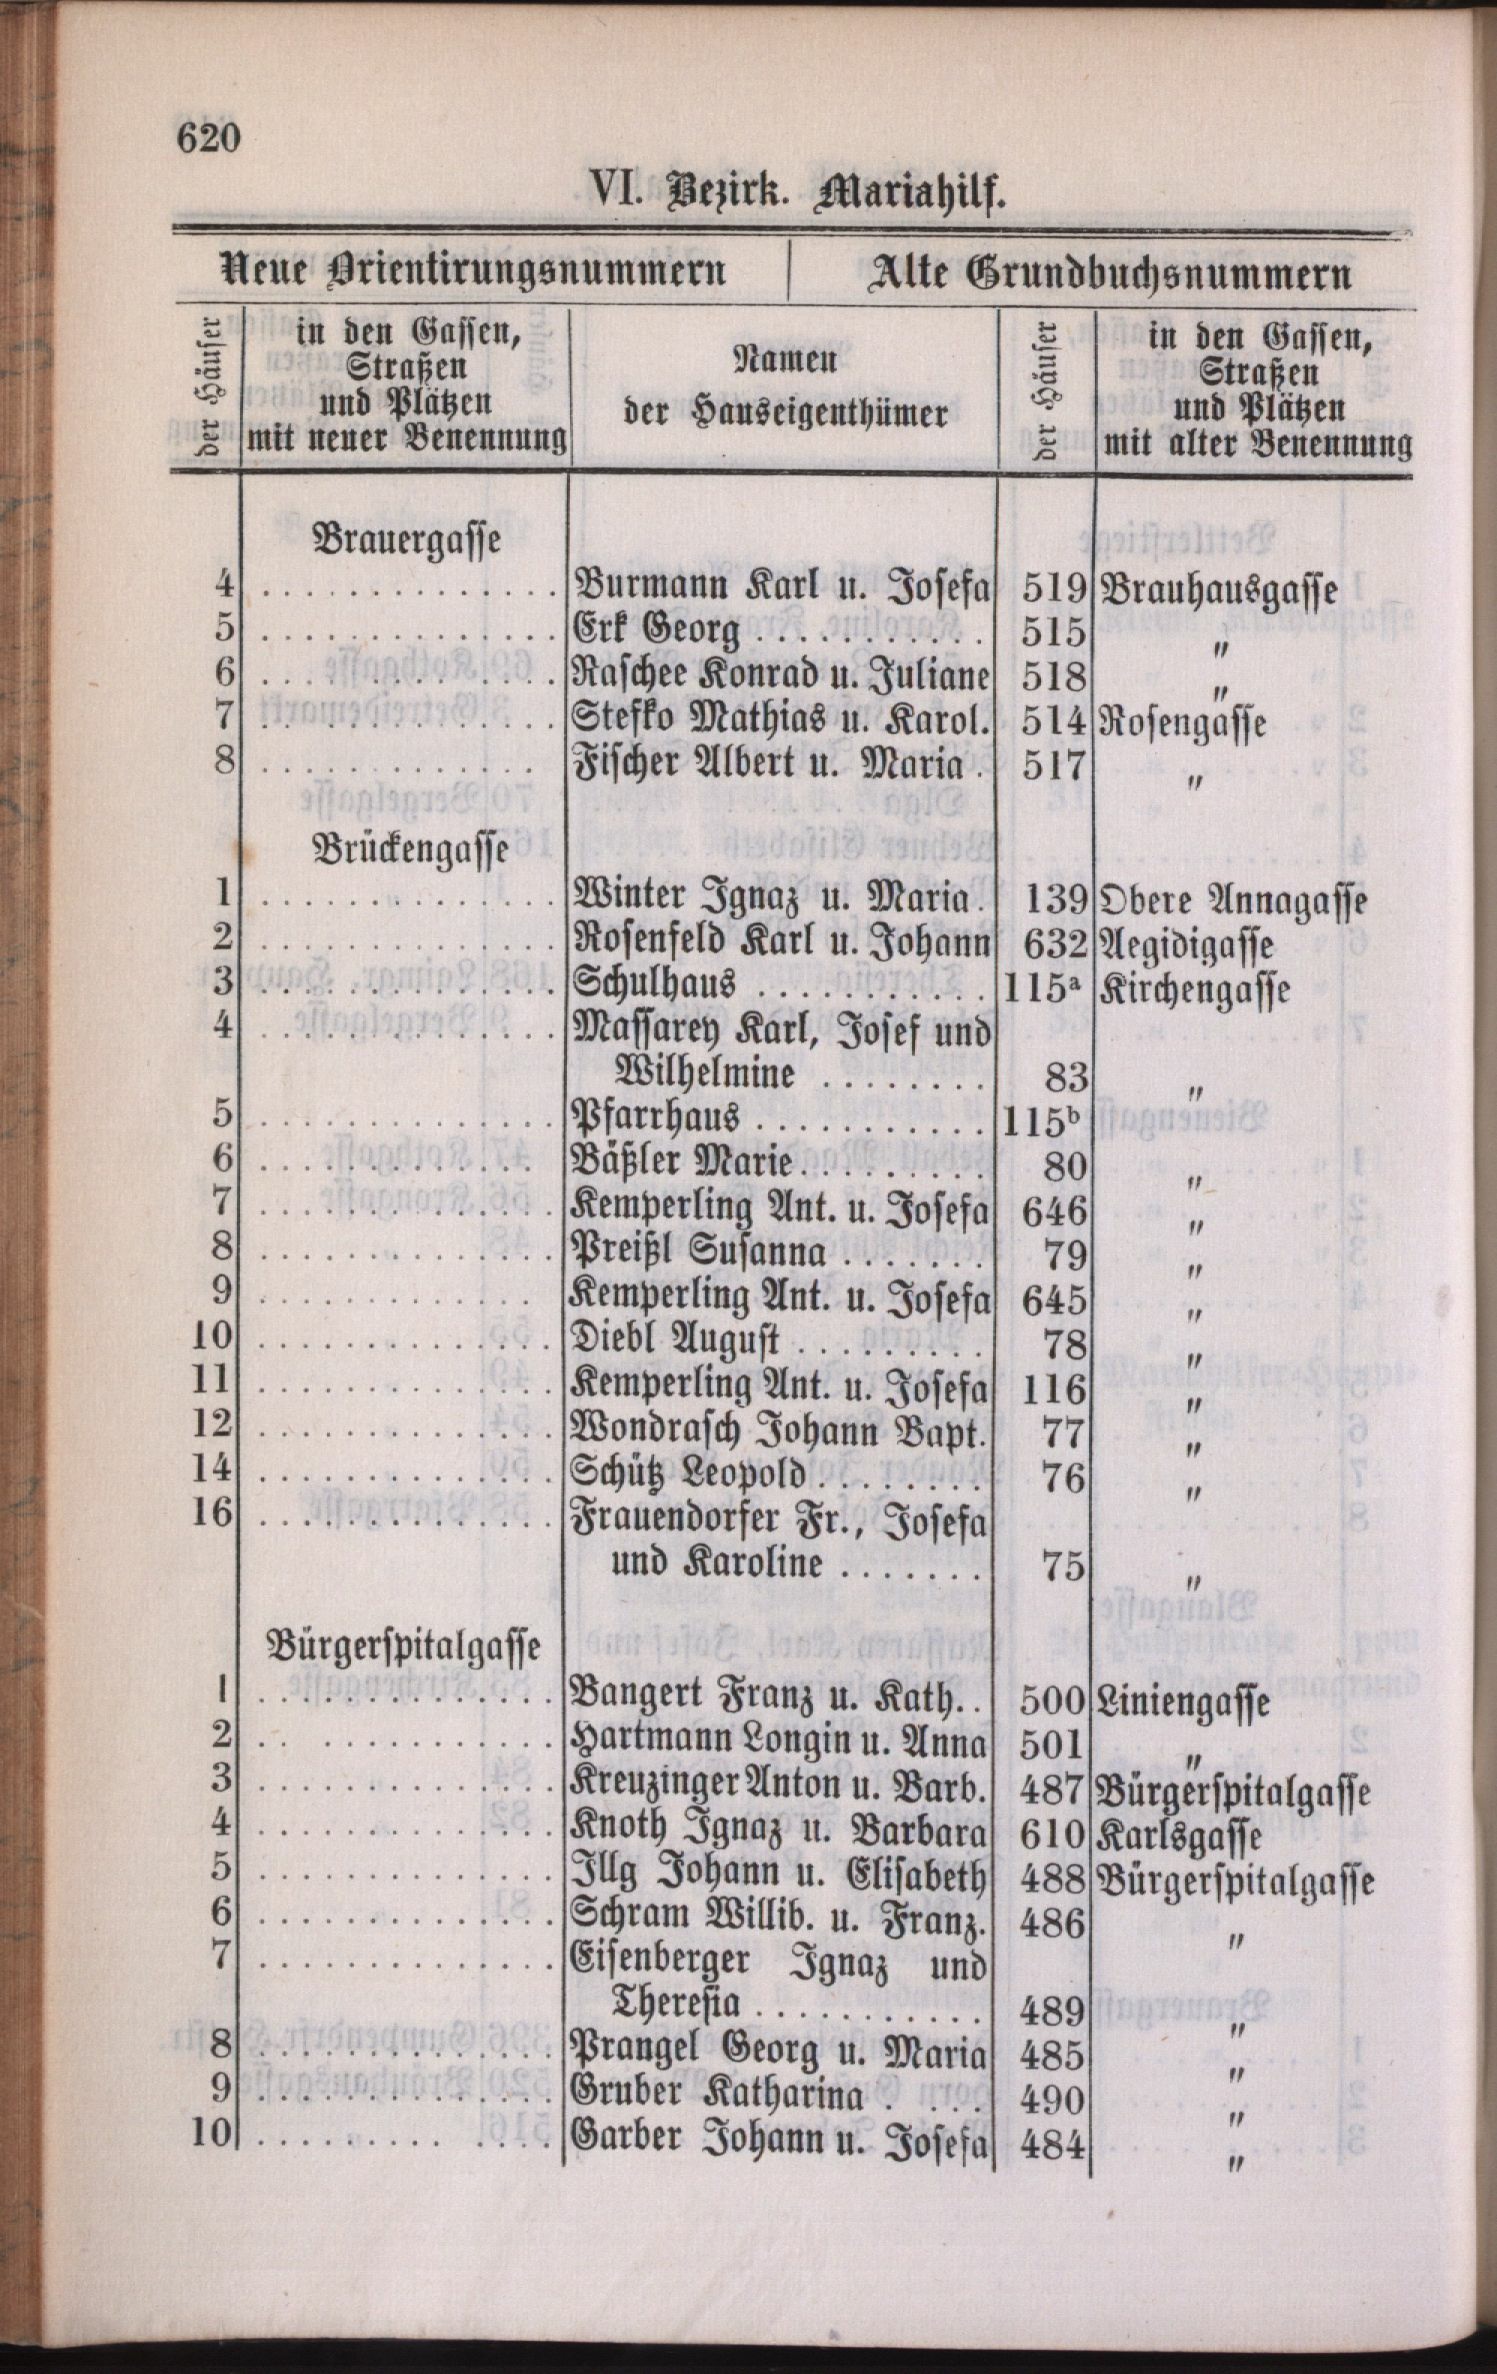 620
VI. Bezirk. Mariahilf.
Neue Orientirungsnummern Alte Grundbuchsnummern
der Häuser
in den Gassen,
Straßen
und Plätzen
mit neuer Benennung
Namen
der Hauseigenthümer
der Häuser
in den Gassen,
Straßen
und Plätzen
mit alter Benennung
Brauergasse
4 .............. Burmann Karl u. Josefa 519 Brauhausgasse
5 .............. Erk Georg ........... 515 "
6 .............. Raschee Konrad u. Juliane 518 "
7 .............. Stefko Mathias u. Karol. 514 Rosengasse
8 ............. Fischer Albert u. Maria . 517 "
Brückengasse
1 .............. Winter Ignaz u. Maria. 139 Obere Annagasse
2 .............. Rosenfeld Karl u. Johann 632 Aegidigasse
3 .............. Schulhaus ........... 115a Kirchengasse
4 .............. Massarey Karl, Josef und
Wilhelmine ........ 83 "
5 .............. Pfarrhaus ........... 115b
6 ............. Bäßler Marie......... 80 "
7 .............. Kemperling Ant. u. Josefa 646 "
8 .............. Preißl Susanna ....... 79 "
9 ............. Kemperling Ant. u. Josefa 645 "
10 .............. Diebl August ......... 78 "
11 .............. Kemperling Ant. u. Josefa 116 "
12 .............. Wondrasch Johann Bapt. 77 "
14 .............. Schütz Leopold........ 76 "
16 .............. Frauendorfer Fr., Josefa
und Karoline ....... 75 "
Bürgerspitalgasse
1 .............. Bangert Franz u. Kath.. 500 Liniengasse
2 .. ........... Hartmann Longin u. Anna 501 "
3 .............. Kreuzinger Anton u. Barb. 487 Bürgerspitalgasse
4 .............. Knoth Ignaz u. Barbara 610 Karlsgasse
5 .............. Illg Johann u. Elisabeth 488 Bürgerspitalgasse
6 .............. Schram Willib. u. Franz. 486 "
7 .............. Eisenberger Ignaz und
Theresia ........... 489 "
8 .............. Prangel Georg u. Maria 485 "
9 .............. Gruber Katharina . ... 490 "
10 ......... .... Garber Johann u. Josefa 484 "